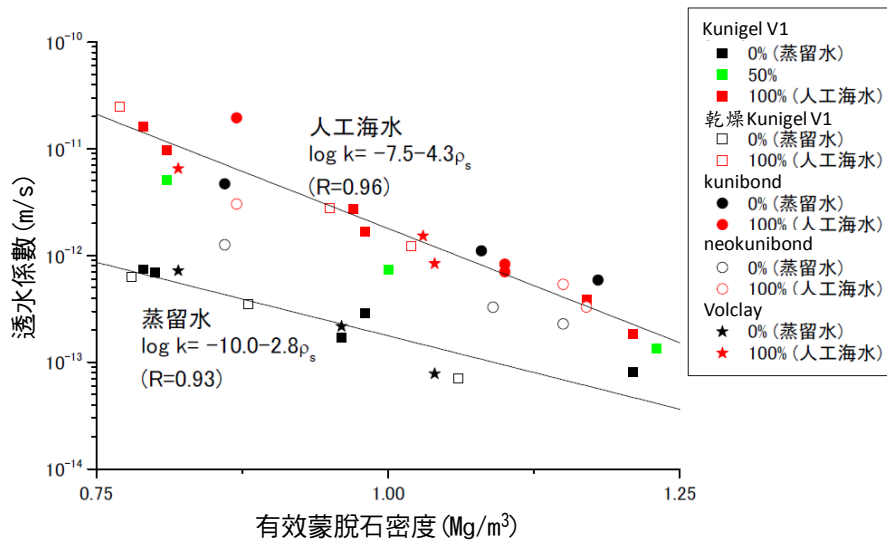 10⁻¹⁰
10⁻¹¹
10⁻¹²
10⁻¹³
10⁻¹⁴
透水係數(m/s)
人工海水
log k= −7.5−4.3ρs
(R=0.96)
蒸留水
log k= −10.0−2.8ρs
(R=0.93)
0.75
1.00
1.25
有效蒙脫石密度(Mg/m³)
Kunigel V1
0%(蒸留水)
50%
100%(人工海水)
乾燥Kunigel V1
0%(蒸留水)
100%(人工海水)
kunibond
0%(蒸留水)
100%(人工海水)
neokunibond
0%(蒸留水)
100%(人工海水)
Volclay
0%(蒸留水)
100%(人工海水)